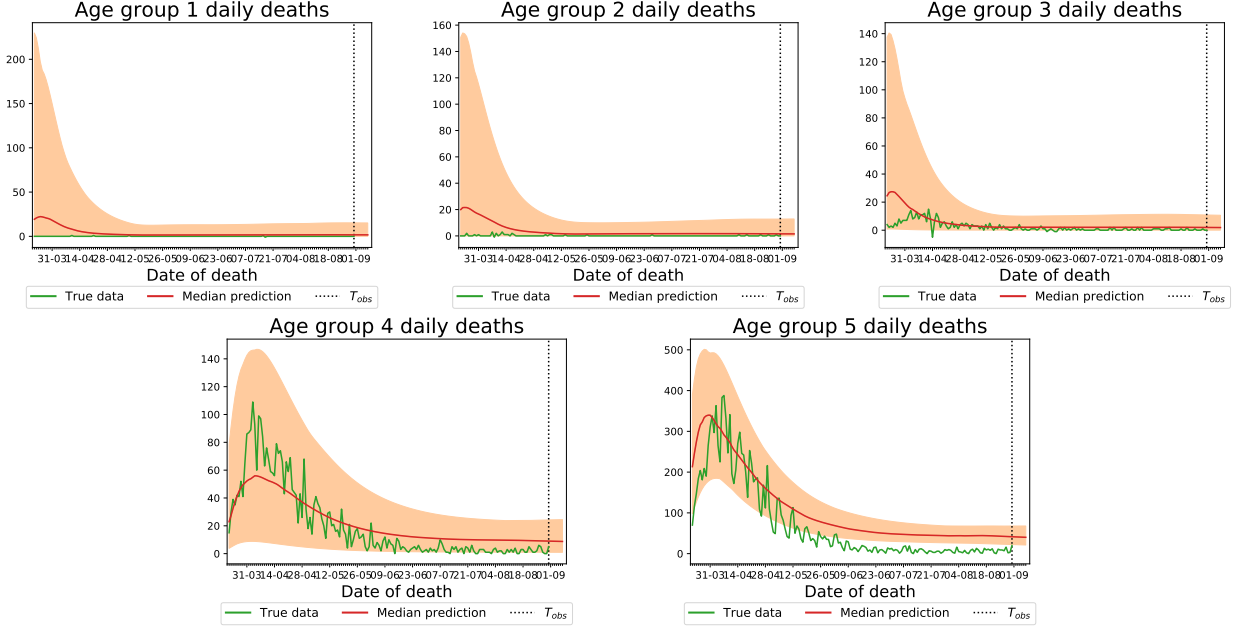 Age group 1 daily deaths
200
150
100
50
0
31-03 14-04 28-04 12-05 26-05 09-06 23-06 07-07 21-07 04-08 18-08 01-09
Date of death
True data Median prediction T_obs
Age group 2 daily deaths
160
140
120
100
80
60
40
20
0
31-03 14-04 28-04 12-05 26-05 09-06 23-06 07-07 21-07 04-08 18-08 01-09
Date of death
True data Median prediction T_obs
Age group 3 daily deaths
140
120
100
80
60
40
20
0
31-03 14-04 28-04 12-05 26-05 09-06 23-06 07-07 21-07 04-08 18-08 01-09
Date of death
True data Median prediction T_obs
Age group 4 daily deaths
140
120
100
80
60
40
20
0
31-03 14-04 28-04 12-05 26-05 09-06 23-06 07-07 21-07 04-08 18-08 01-09
Date of death
True data Median prediction T_obs
Age group 5 daily deaths
500
400
300
200
100
0
31-03 14-04 28-04 12-05 26-05 09-06 23-06 07-07 21-07 04-08 18-08 01-09
Date of death
True data Median prediction T_obs